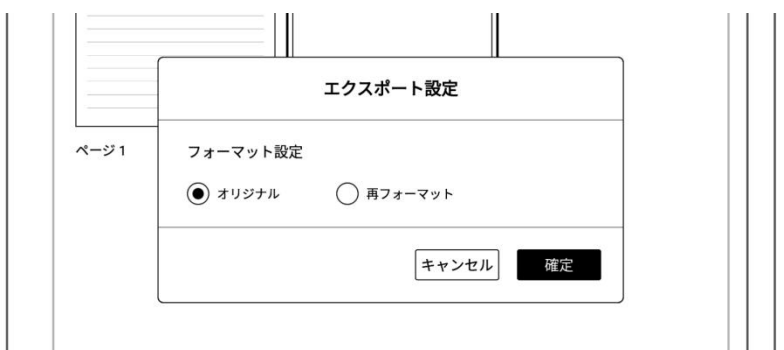 エクスポート設定
ページ 1
フォーマット設定
オリジナル
再フォーマット
キャンセル
確定